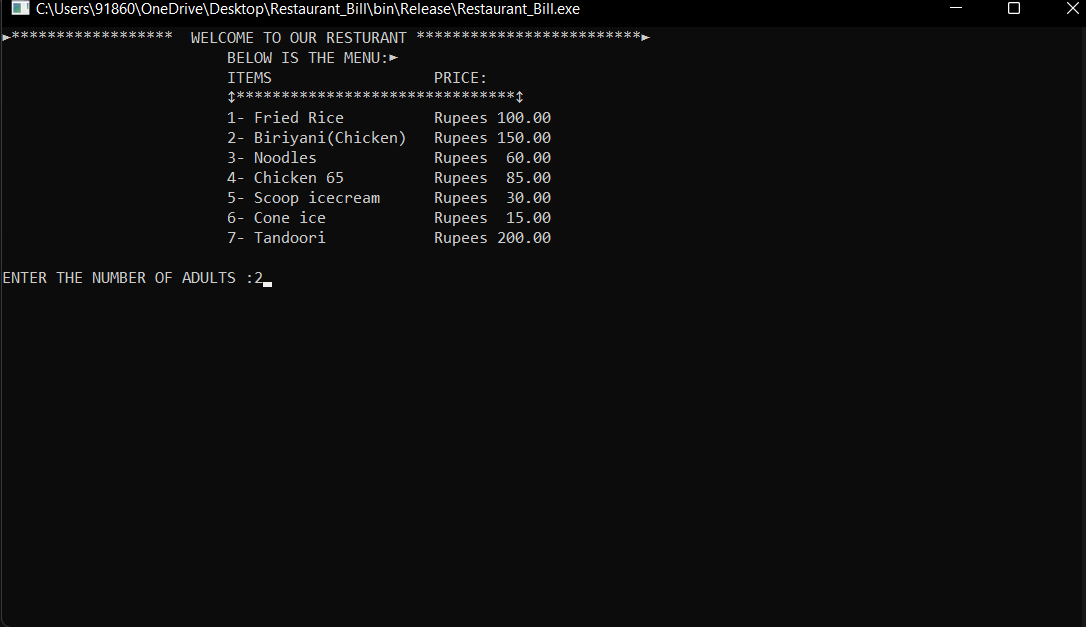 C:\Users\91860\OneDrive\Desktop\Restaurant_Bill\bin\Release\Restaurant_Bill.exe
►****************** WELCOME TO OUR RESTURANT *************************►
BELOW IS THE MENU:►
ITEMS PRICE:
↕*******************************↕
1- Fried Rice Rupees 100.00
2- Biriyani(Chicken) Rupees 150.00
3- Noodles Rupees 60.00
4- Chicken 65 Rupees 85.00
5- Scoop icecream Rupees 30.00
6- Cone ice Rupees 15.00
7- Tandoori Rupees 200.00
ENTER THE NUMBER OF ADULTS :2